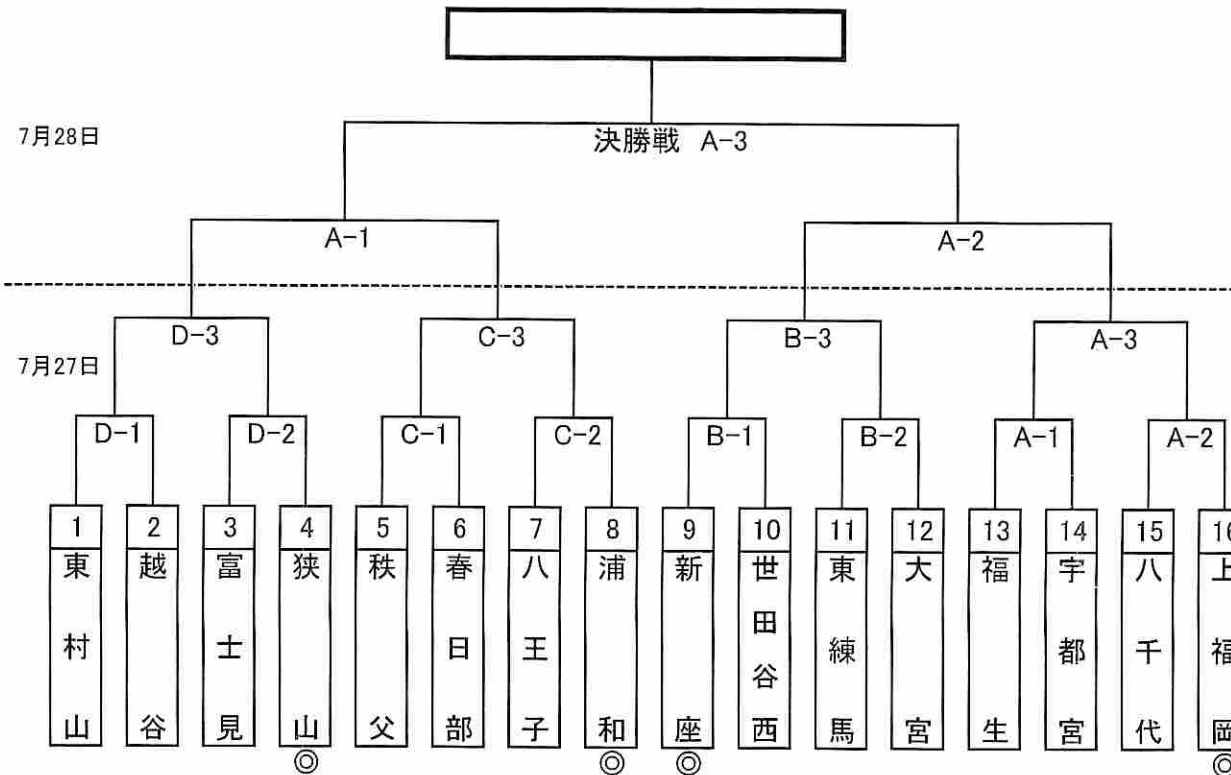 7月28日
決勝戦 A-3
A-1
A-2
D-3
C-3
B-3
A-3
7月27日
D-1
D-2
C-1
C-2
B-1
B-2
A-1
A-2
1 2 3 4 5 6 7 8 9 10 11 12 13 14 15 16
東村山
越谷
富士見
狭山
秩父
春日部
八王子
浦和
新座
世田谷西
東練馬
大宮
福生
宇都宮
八千代
上福岡
◎ ◎ ◎ ◎